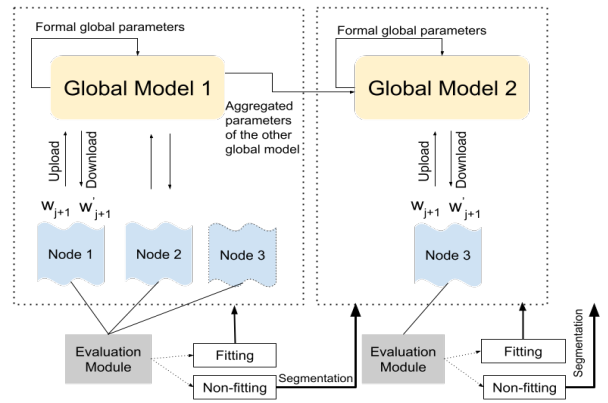 Formal global parameters
Global Model 1
Aggregated
parameters
of the other
global model
Upload
Download
w j+1
w' j+1
Node 1
Node 2
Node 3
Evaluation
Module
Fitting
Non-fitting
Segmentation
Formal global parameters
Global Model 2
Upload
Download
w j+1
w' j+1
Node 3
Evaluation
Module
Fitting
Non-fitting
Segmentation